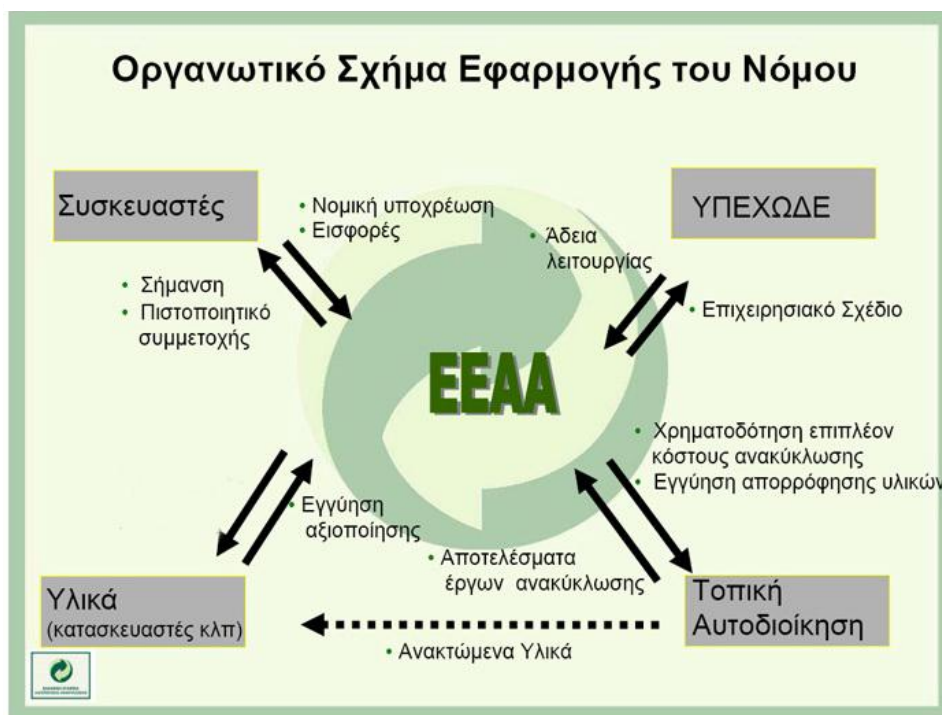 Οργανωτικό Σχήμα Εφαρμογής του Νόμου
Συσκευαστές
• Νομική υποχρέωση
• Εισφορές
• Σήμανση
• Πιστοποιητικό
συμμετοχής
ΥΠΕΧΩΔΕ
• Άδεια
λειτουργίας
• Επιχειρησιακό Σχέδιο
ΕΕΑΑ
• Χρηματοδότηση επιπλέον
κόστους ανακύκλωσης
• Εγγύηση απορρόφησης υλικών
• Εγγύηση
αξιοποίησης
• Αποτελέσματα
έργων ανακύκλωσης
Υλικά
(κατασκευαστές κλπ)
Τοπική
Αυτοδιοίκηση
• Ανακτώμενα Υλικά